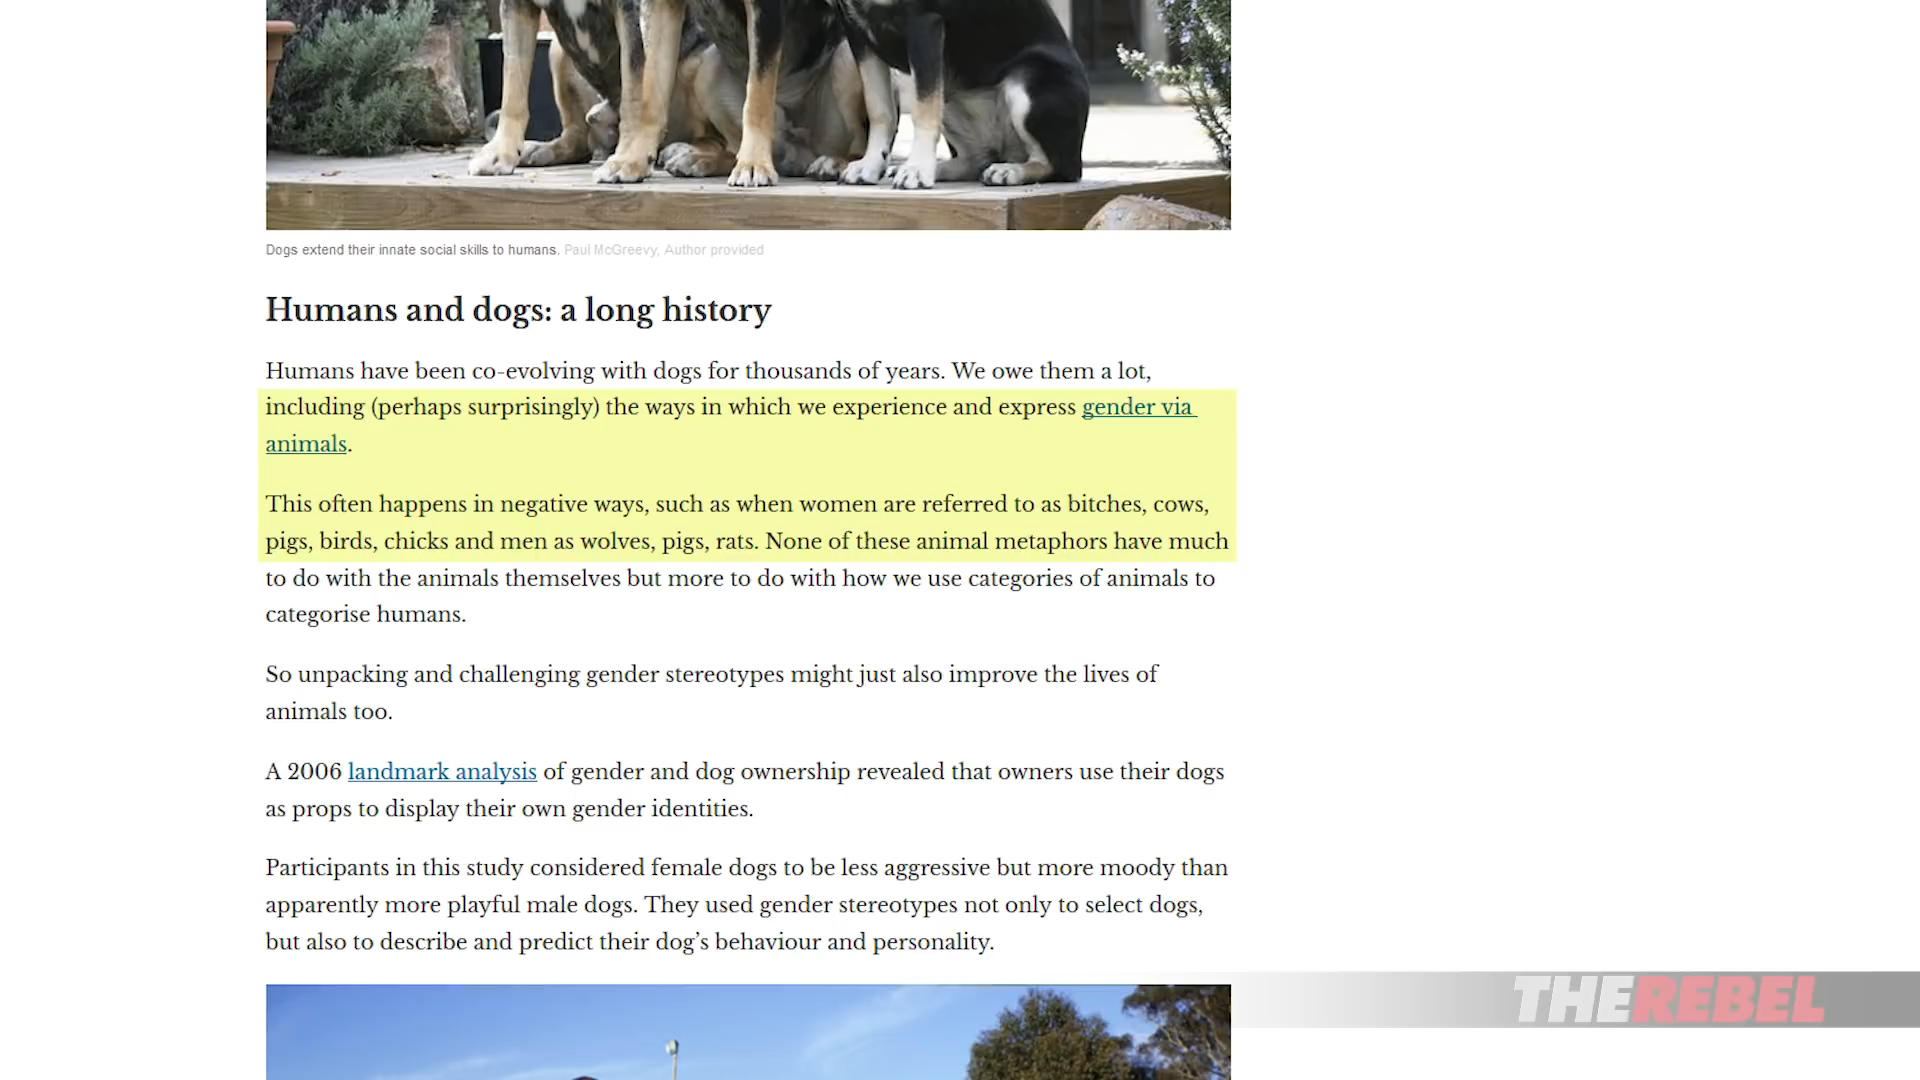 Dogs extend their innate social skills to humans. Paul McGreevy, Author provided
Humans and dogs: a long history
Humans have been co-evolving with dogs for thousands of years. We owe them a lot,
including (perhaps surprisingly) the ways in which we experience and express gender via
animals.
This often happens in negative ways, such as when women are referred to as bitches, cows,
pigs, birds, chicks and men as wolves, pigs, rats. None of these animal metaphors have much
to do with the animals themselves but more to do with how we use categories of animals to
categorise humans.
So unpacking and challenging gender stereotypes might just also improve the lives of
animals too.
A 2006 landmark analysis of gender and dog ownership revealed that owners use their dogs
as props to display their own gender identities.
Participants in this study considered female dogs to be less aggressive but more moody than
apparently more playful male dogs. They used gender stereotypes not only to select dogs,
but also to describe and predict their dog’s behaviour and personality.
THEREBEL